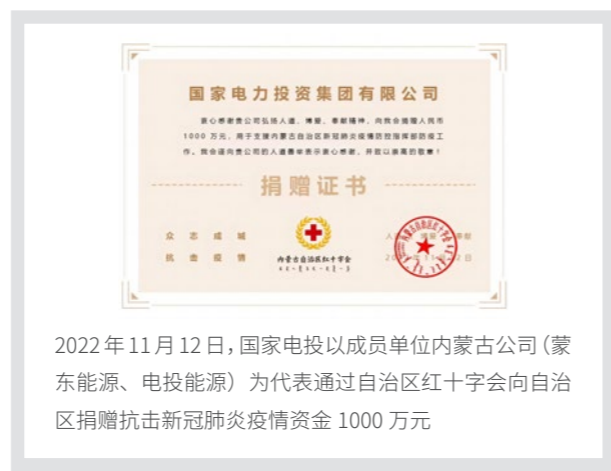 国家电力投资集团有限公司
衷心感谢贵公司弘扬人道、博爱、奉献精神，向我会捐赠人民币
1000 万元，用于支援内蒙古自治区新冠肺炎疫情防控指挥部防疫工
作。我会谨向贵公司的人道善举表示衷心感谢，并致以崇高的敬意！
捐赠证书
众志成城
抗击疫情
内蒙古自治区红十字会
2022 年 11 月 12 日，国家电投以成员单位内蒙古公司（蒙
东能源、电投能源）为代表通过自治区红十字会向自治
区捐赠抗击新冠肺炎疫情资金 1000 万元